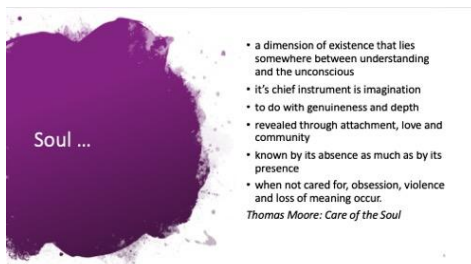 Soul ...
• a dimension of existence that lies
somewhere between understanding
and the unconscious
• it's chief instrument is imagination
• to do with genuineness and depth
• revealed through attachment, love and
community
• known by its absence as much as by its
presence
• when not cared for, obsession, violence
and loss of meaning occur.
Thomas Moore: Care of the Soul